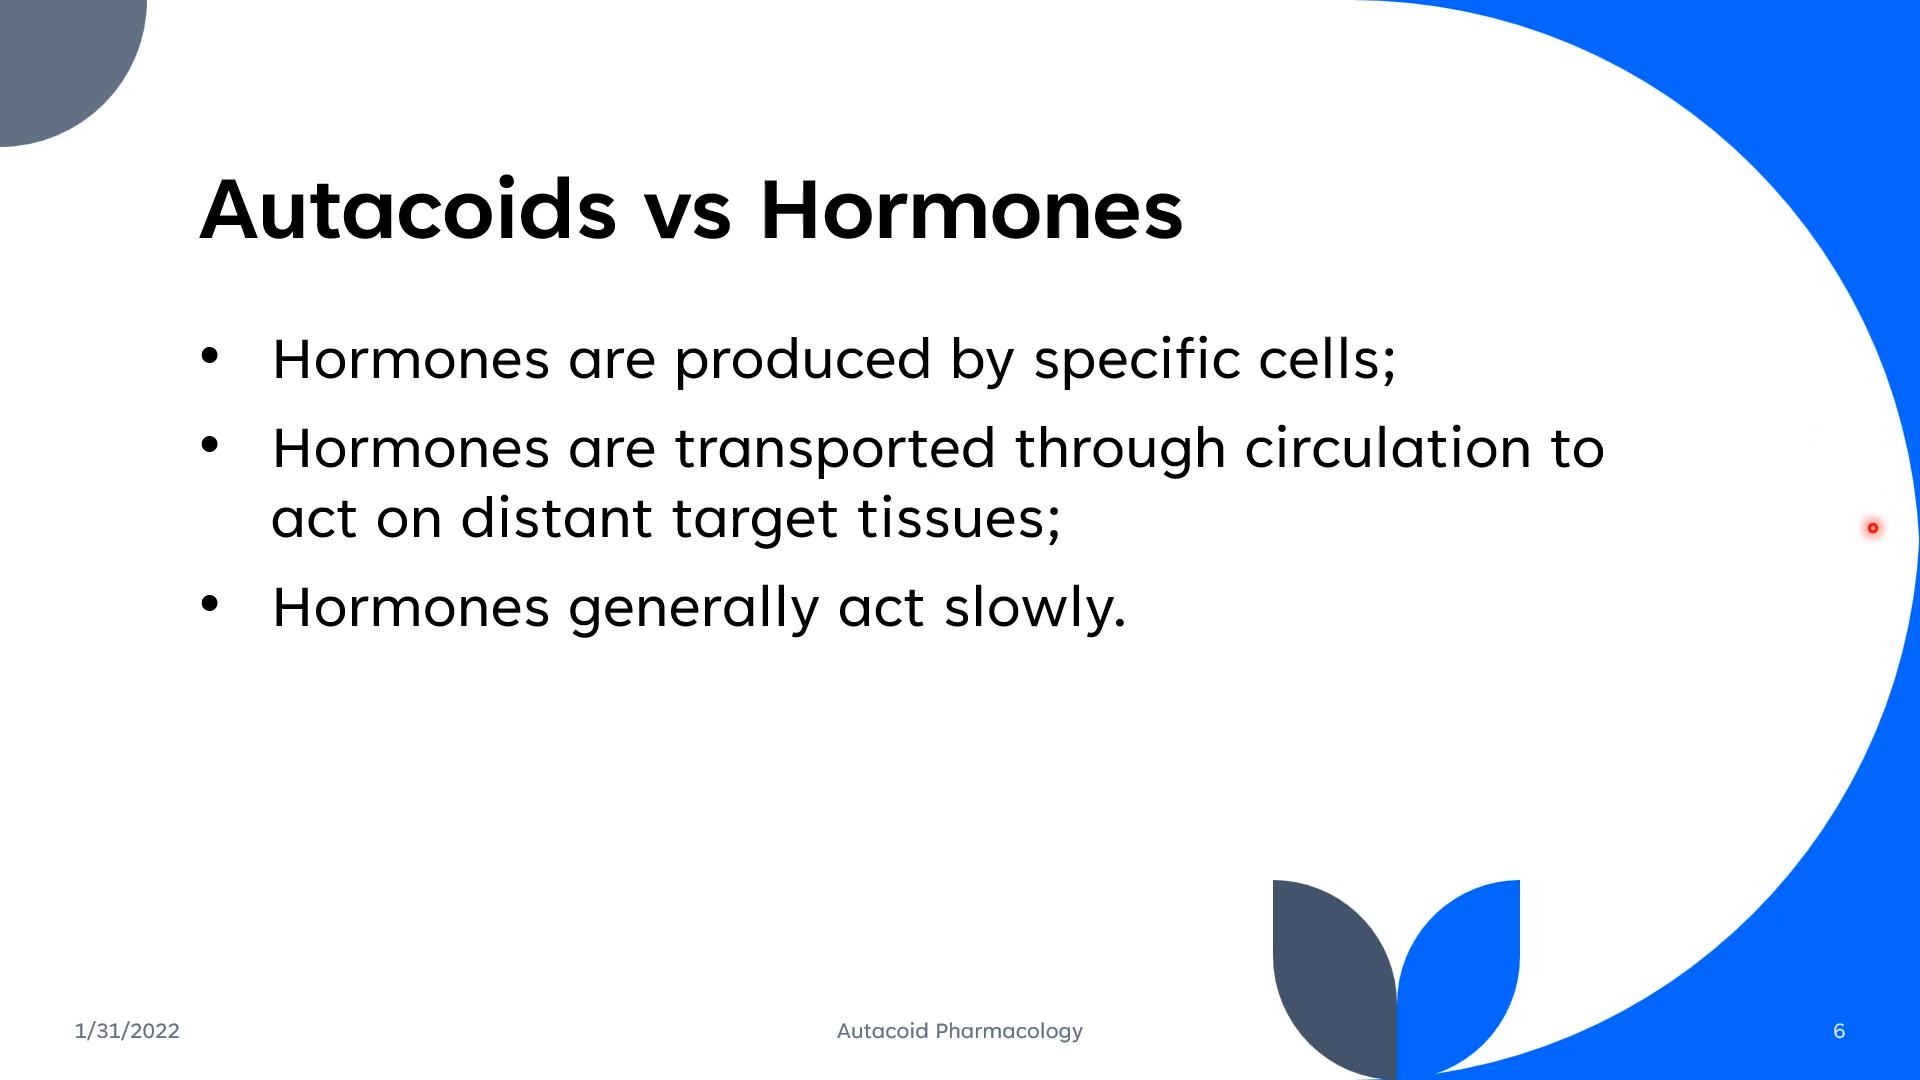 Autacoids vs Hormones
• Hormones are produced by specific cells;
• Hormones are transported through circulation to
act on distant target tissues;
• Hormones generally act slowly.
1/31/2022
Autacoid Pharmacology
6